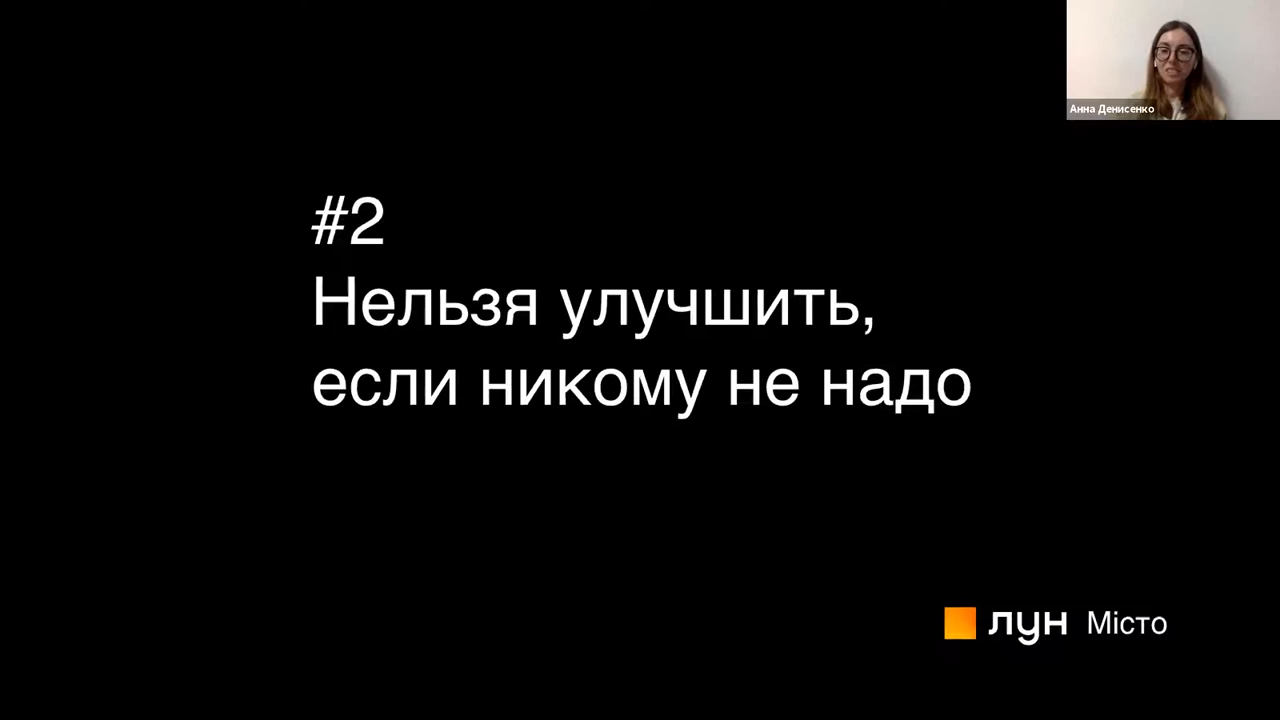 Анна Денисенко
#2
Нельзя улучшить,
если никому не надо
лун Місто